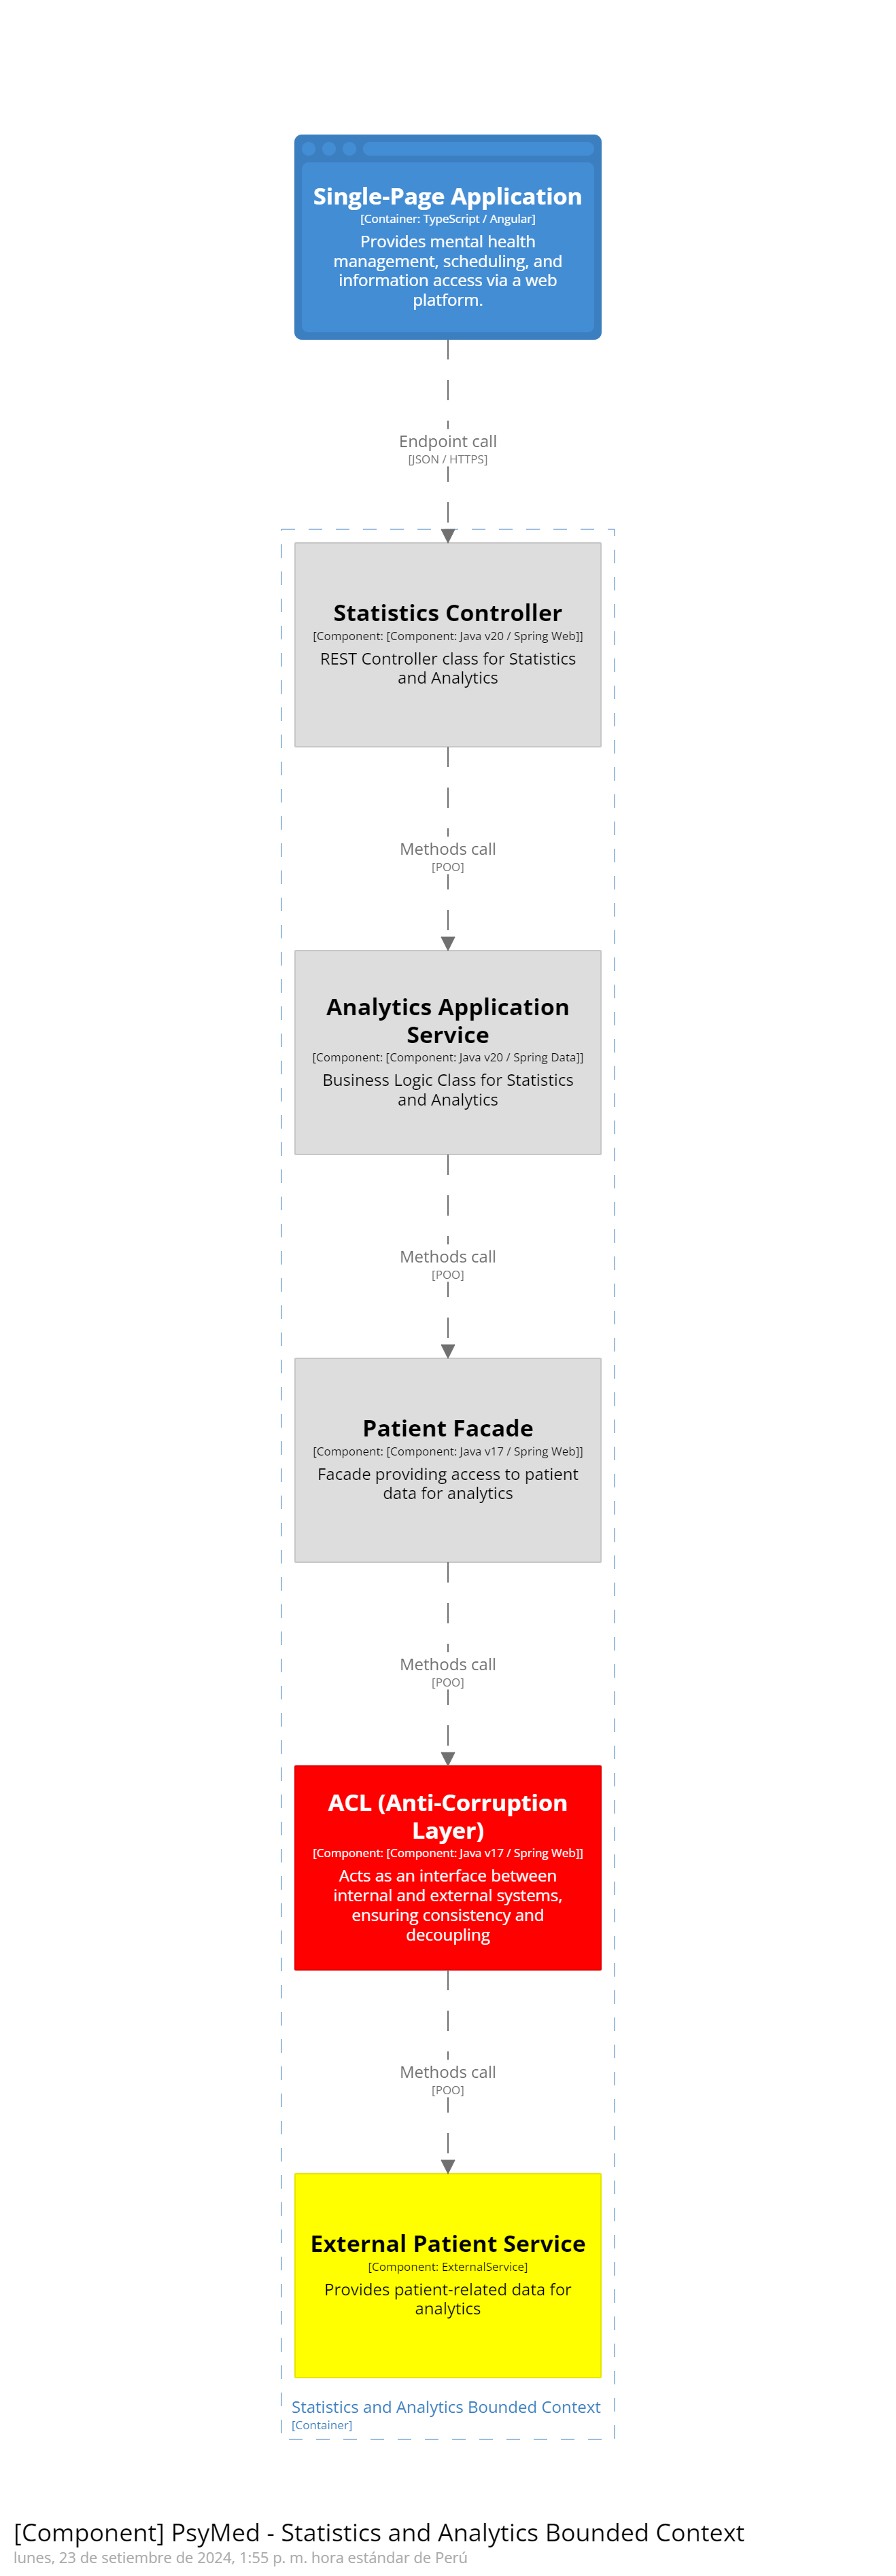 Single-Page Application
[Container: TypeScript / Angular]
Provides mental health
management, scheduling, and
information access via a web
platform.
Endpoint call
[JSON / HTTPS]
Statistics Controller
[Component: [Component: Java v20 / Spring Web]]
REST Controller class for Statistics
and Analytics
Methods call
[POO]
Analytics Application
Service
[Component: [Component: Java v20 / Spring Data]]
Business Logic Class for Statistics
and Analytics
Methods call
[POO]
Patient Facade
[Component: [Component: Java v17 / Spring Web]]
Facade providing access to patient
data for analytics
Methods call
[POO]
ACL (Anti-Corruption
Layer)
[Component: [Component: Java v17 / Spring Web]]
Acts as an interface between
internal and external systems,
ensuring consistency and
decoupling
Methods call
[POO]
External Patient Service
[Component: ExternalService]
Provides patient-related data for
analytics
Statistics and Analytics Bounded Context
[Container]
[Component] PsyMed - Statistics and Analytics Bounded Context
lunes, 23 de setiembre de 2024, 1:55 p. m. hora estándar de Perú